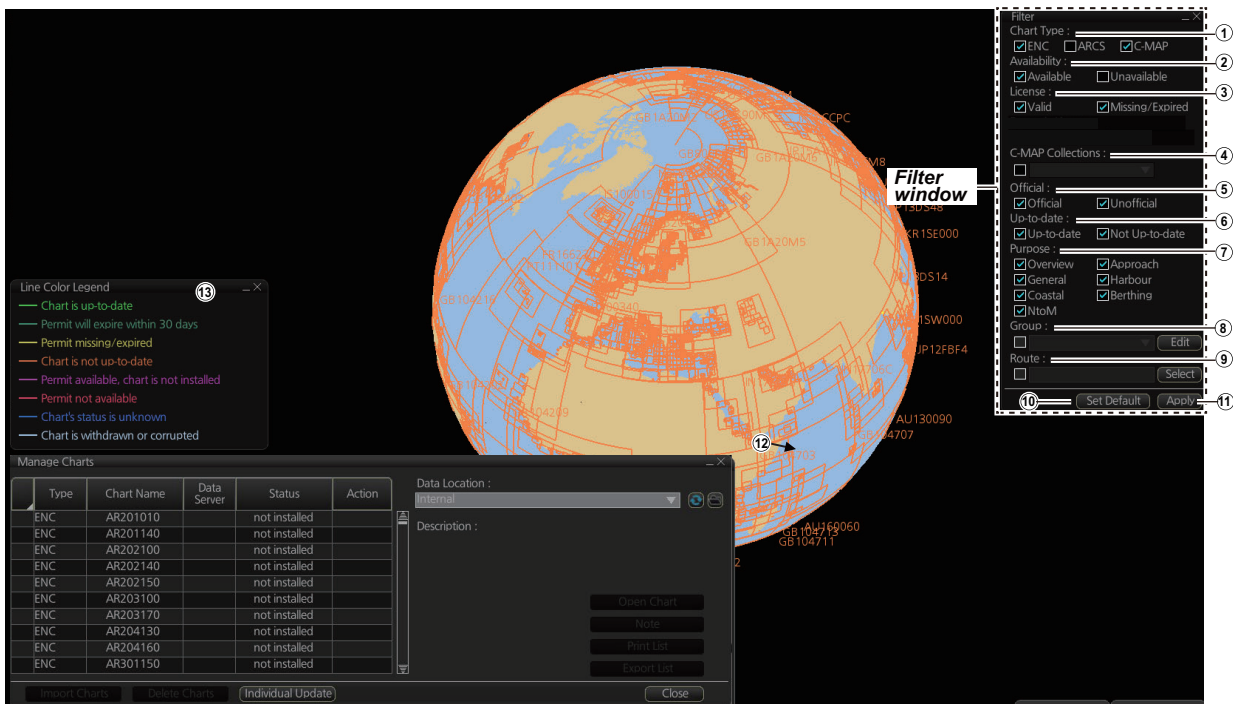 Filter
Chart Type :
ENC ARCS C-MAP
Availability :
Available Unavailable
License :
Valid Missing/Expired
C-MAP Collections :
Official :
Official Unofficial
Up-to-date :
Up-to-date Not Up-to-date
Purpose :
Overview Approach
General Harbour
Coastal Berthing
NtoM
Group :
Edit
Route :
Select
Set Default Apply
1
2
3
4
5
6
7
8
9
10
11
Filter
window
GB1A20M6
GB1A20M5
KR1SE000
DS14
1SW000
JP12FBF4
AU130090
GB104216
104209
AU160060
GB104713
GB104711
12
Line Color Legend
13
Chart is up-to-date
Permit will expire within 30 days
Permit missing/expired
Chart is not up-to-date
Permit available, chart is not installed
Permit not available
Chart's status is unknown
Chart is withdrawn or corrupted
Manage Charts
Type Chart Name Data Server Status Action
ENC AR201010 not installed
ENC AR201140 not installed
ENC AR202100 not installed
ENC AR202140 not installed
ENC AR202150 not installed
ENC AR203100 not installed
ENC AR203170 not installed
ENC AR204130 not installed
ENC AR204160 not installed
ENC AR301150 not installed
Data Location :
Internal
Description :
Open Chart
Note
Print List
Export List
Import Charts Delete Charts Individual Update Close